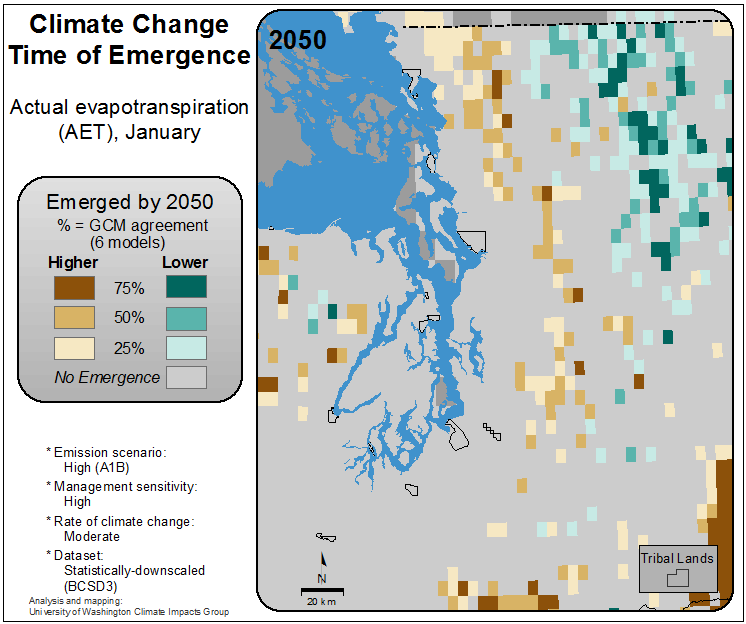 Climate Change
Time of Emergence
Actual evapotranspiration
(AET), January
Emerged by 2050
% = GCM agreement
(6 models)
Higher Lower
75%
50%
25%
No Emergence
* Emission scenario:
High (A1B)
* Management sensitivity:
High
* Rate of climate change:
Moderate
* Dataset:
Statistically-downscaled
(BCSD3)
Analysis and mapping:
University of Washington Climate Impacts Group
2050
N
20 km
Tribal Lands